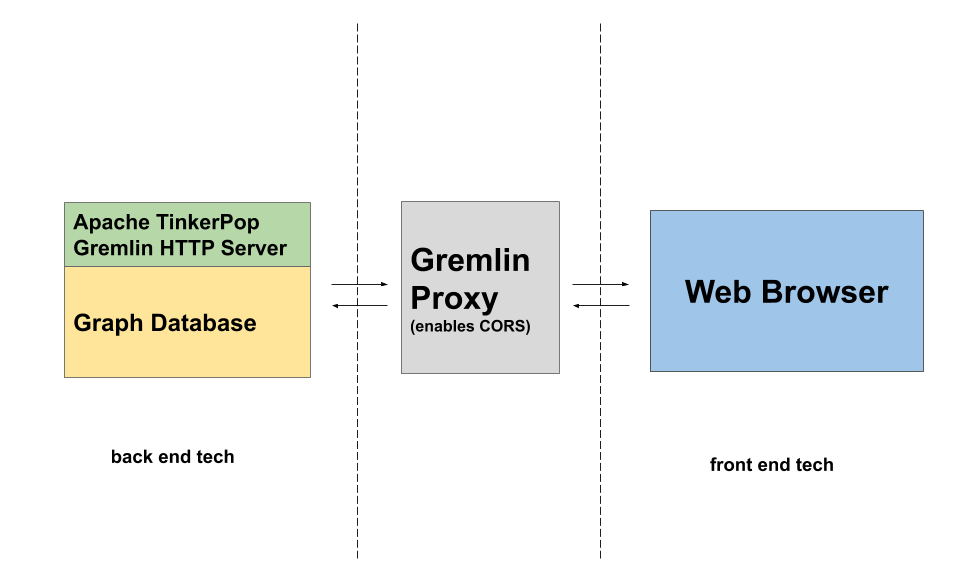 Apache TinkerPop
Gremlin HTTP Server
Graph Database
Gremlin
Proxy
(enables CORS)
Web Browser
back end tech
front end tech